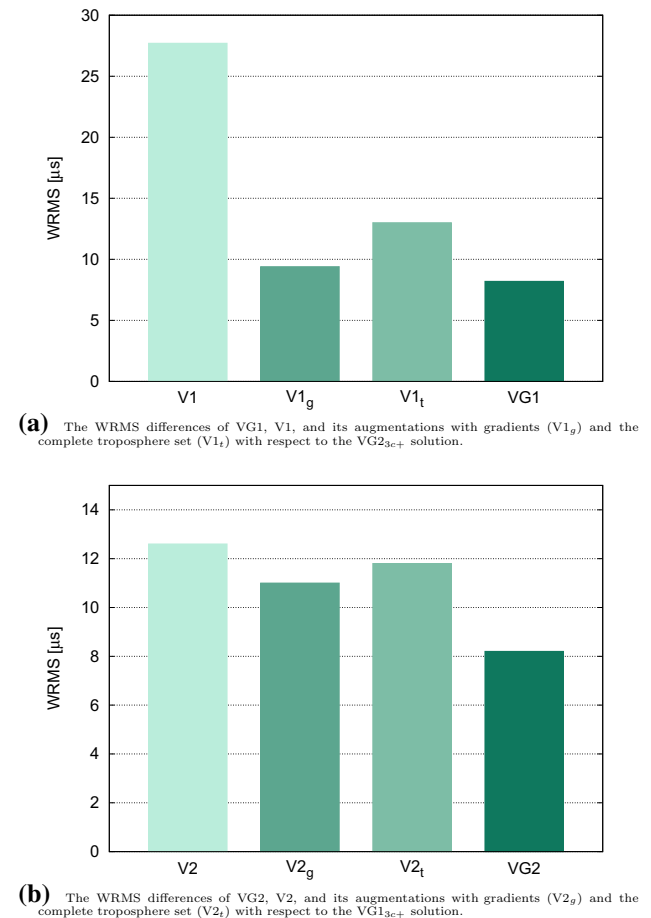 30
25
20
15
10
5
0
WRMS [µs]
V1 V1g V1t VG1
(a) The WRMS differences of VG1, V1, and its augmentations with gradients (V1g) and the
complete troposphere set (V1t) with respect to the VG23c+ solution.
14
12
10
8
6
4
2
0
WRMS [µs]
V2 V2g V2t VG2
(b) The WRMS differences of VG2, V2, and its augmentations with gradients (V2g) and the
complete troposphere set (V2t) with respect to the VG13c+ solution.